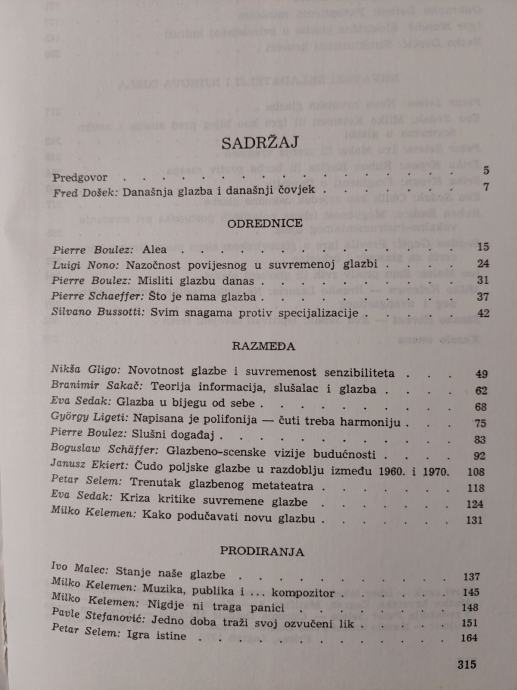 SADRŽAJ
Predgovor . . . . . . . . . . . . . 5
Fred Došek: Današnja glazba i današnji čovjek . . . . . . . 7
ODREDNICE
Pierre Boulez: Alea . . . . . . . . . . . 15
Luigi Nono: Nazočnost povijesnog u suvremenoj glazbi . . . . 24
Pierre Boulez: Misliti glazbu danas . . . . . . . . 31
Pierre Schaeffer: Što je nama glazba . . . . . . . . 37
Silvano Bussotti: Svim snagama protiv specijalizacije . . . . 42
RAZMEĐA
Nikša Gligo: Novotnost glazbe i suvremenost senzibiliteta . . . 49
Branimir Sakač: Teorija informacija, slušalac i glazba . . . . 62
Eva Sedak: Glazba u bijegu od sebe . . . . . . . . 68
György Ligeti: Napisana je polifonija — čuti treba harmoniju . . . 75
Pierre Boulez: Slušni događaj . . . . . . . . . 83
Boguslaw Schäffer: Glazbeno-scenske vizije budućnosti . . . . 92
Janusz Ekiert: Čudo poljske glazbe u razdoblju između 1960. i 1970. 108
Petar Selem: Trenutak glazbenog metateatra . . . . . . 118
Eva Sedak: Kriza kritike suvremene glazbe . . . . . . 124
Milko Kelemen: Kako podučavati novu glazbu . . . . . . 131
PRODIRANJA
Ivo Malec: Stanje naše glazbe . . . . . . . . . 137
Milko Kelemen: Muzika, publika i ... kompozitor . . . . . 145
Milko Kelemen: Nigdje ni traga panici . . . . . . . 148
Pavle Stefanović: Jedno doba traži svoj ozvučeni lik . . . . . 151
Petar Selem: Igra istine . . . . . . . . . . 164
315